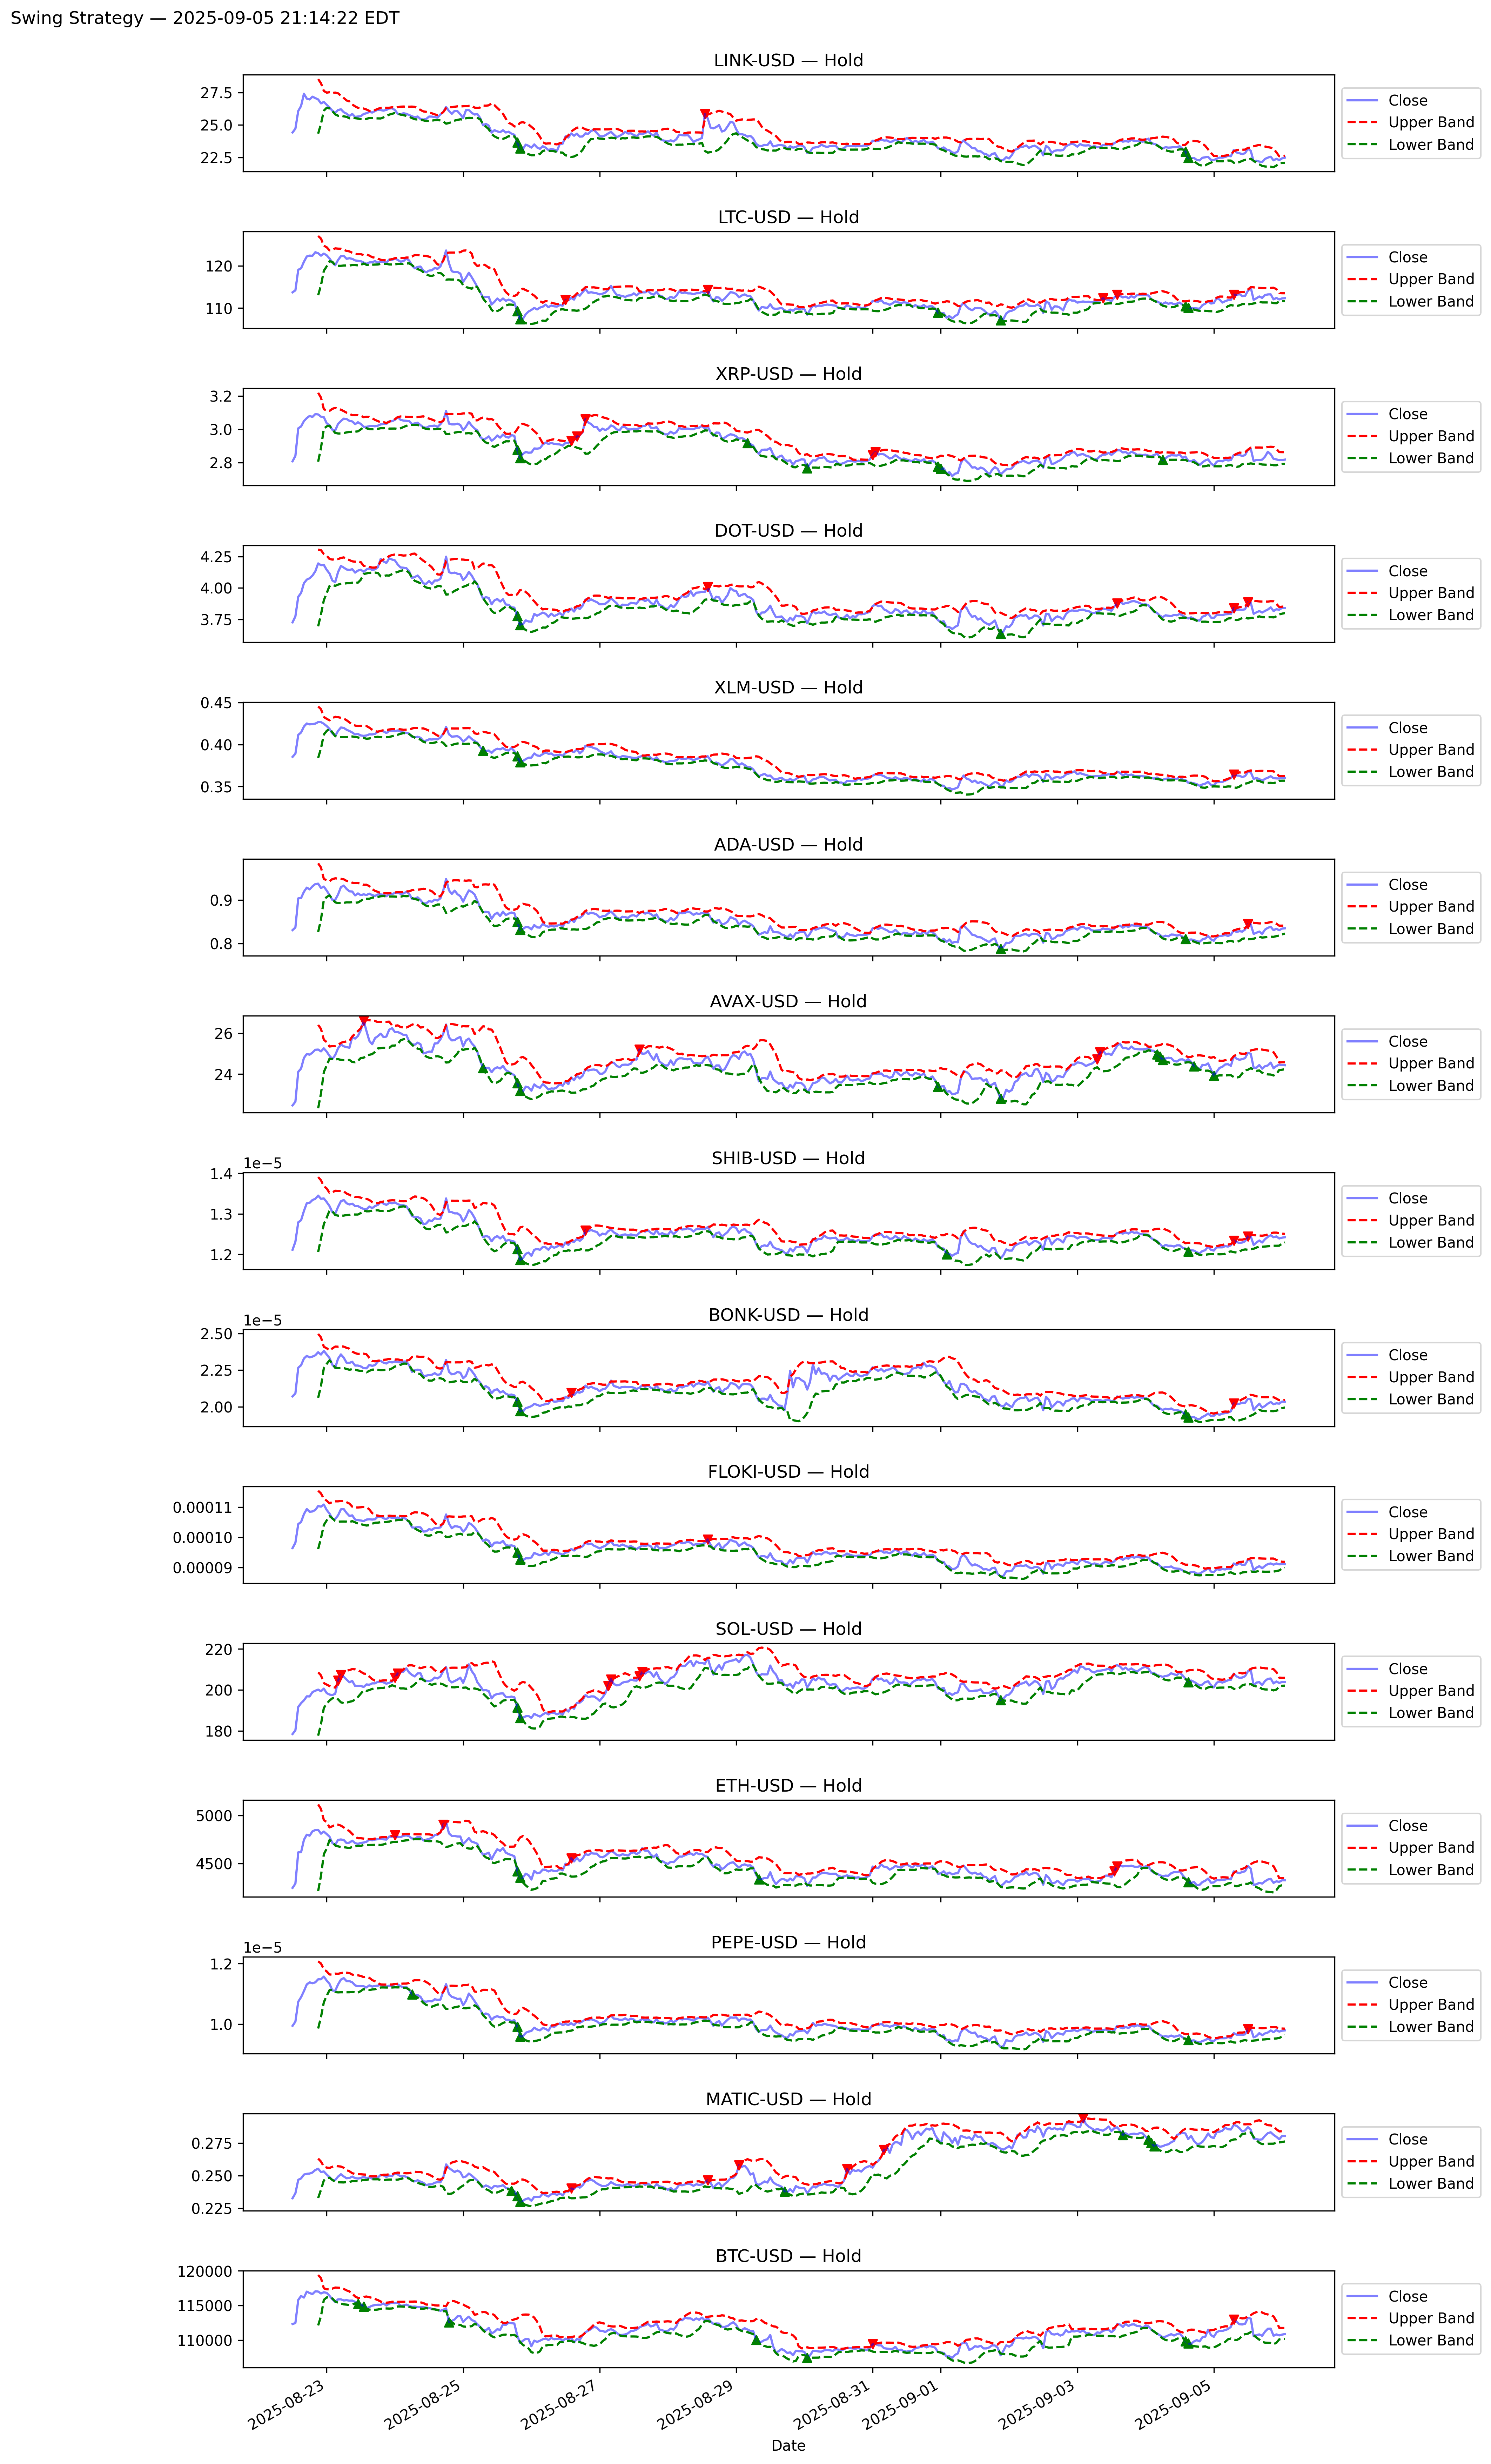 Swing Strategy — 2025-09-05 21:14:22 EDT
LINK-USD — Hold
27.5
25.0
22.5
Close
Upper Band
Lower Band
LTC-USD — Hold
120
110
Close
Upper Band
Lower Band
XRP-USD — Hold
3.2
3.0
2.8
Close
Upper Band
Lower Band
DOT-USD — Hold
4.25
4.00
3.75
Close
Upper Band
Lower Band
XLM-USD — Hold
0.45
0.40
0.35
Close
Upper Band
Lower Band
ADA-USD — Hold
0.9
0.8
Close
Upper Band
Lower Band
AVAX-USD — Hold
26
24
Close
Upper Band
Lower Band
SHIB-USD — Hold
1e−5
1.4
1.3
1.2
Close
Upper Band
Lower Band
BONK-USD — Hold
1e−5
2.50
2.25
2.00
Close
Upper Band
Lower Band
FLOKI-USD — Hold
0.00011
0.00010
0.00009
Close
Upper Band
Lower Band
SOL-USD — Hold
220
200
180
Close
Upper Band
Lower Band
ETH-USD — Hold
5000
4500
Close
Upper Band
Lower Band
PEPE-USD — Hold
1e−5
1.2
1.0
Close
Upper Band
Lower Band
MATIC-USD — Hold
0.275
0.250
0.225
Close
Upper Band
Lower Band
BTC-USD — Hold
120000
115000
110000
Close
Upper Band
Lower Band
2025-08-23
2025-08-25
2025-08-27
2025-08-29
2025-08-31
2025-09-01
2025-09-03
2025-09-05
Date